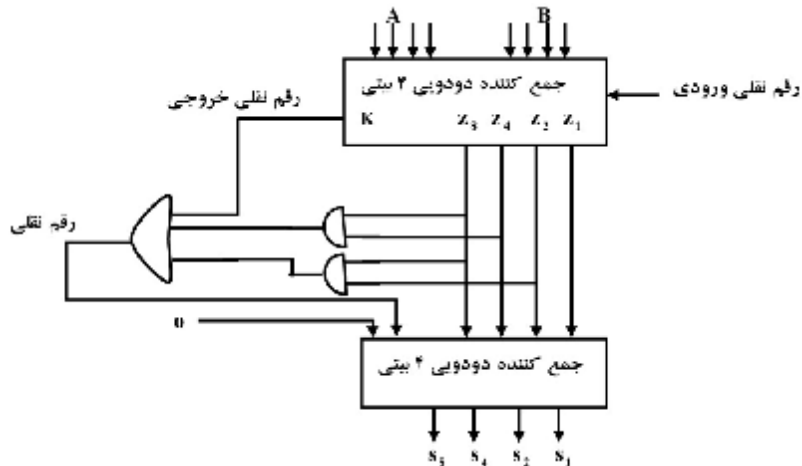 A B
جمع کننده دودویی ۴ بیتی
رقم نقلی ورودی
رقم نقلی خروجی
K Z₈ Z₄ Z₂ Z₁
رقم نقلی
0
جمع کننده دودویی ۴ بیتی
S₈ S₄ S₂ S₁